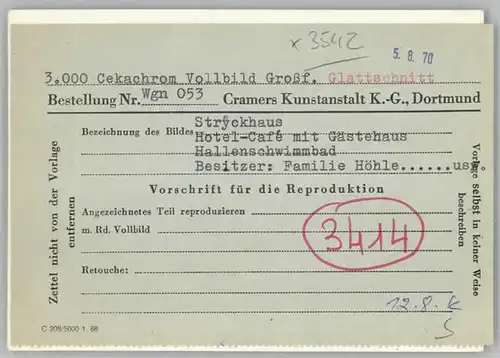 x 3542
5. 8. 70
3.000 Cekachrom Vollbild Großf. Glattschnitt
Bestellung Nr. Wgn 053 Cramers Kunstanstalt K.-G., Dortmund
Bezeichnung des Bildes Stryckhaus
Hotel-Café mit Gästehaus
Hallenschwimmbad
Besitzer: Familie Höhle......usw.
Vorschrift für die Reproduktion
Angezeichnetes Teil reproduzieren
m. Rd. Vollbild
3414
Retouche:
12.8. k
S
C 208/5000 1. 68
Zettel nicht von der Vorlage
entfernen
Vorlage selbst in keiner Weise
beschreiben